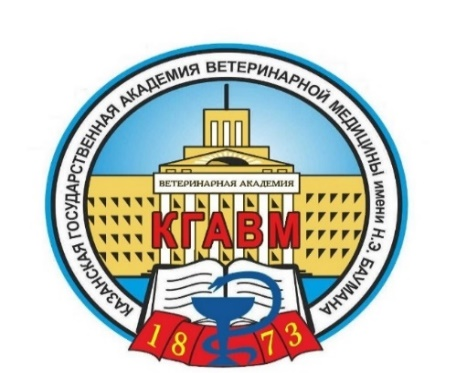 КАЗАНСКАЯ ГОСУДАРСТВЕННАЯ АКАДЕМИЯ ВЕТЕРИНАРНОЙ МЕДИЦИНЫ имени Н.Э. БАУМАНА
ВЕТЕРИНАРНАЯ АКАДЕМИЯ
КГАВМ
1873